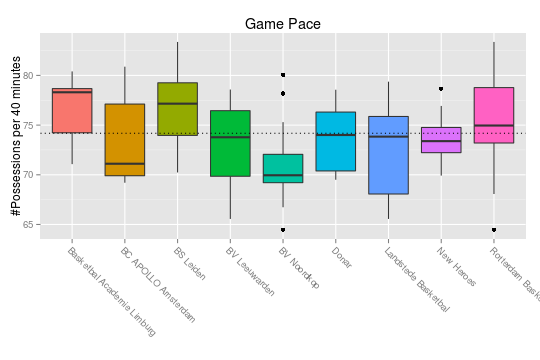 Game Pace
#Possessions per 40 minutes
80
75
70
65
Basketbal Academie Limburg
BC APOLLO Amsterdam
BS Leiden
BV Leeuwarden
BV Noordkop
Donar
Landstede Basketbal
New Heroes
Rotterdam Bask